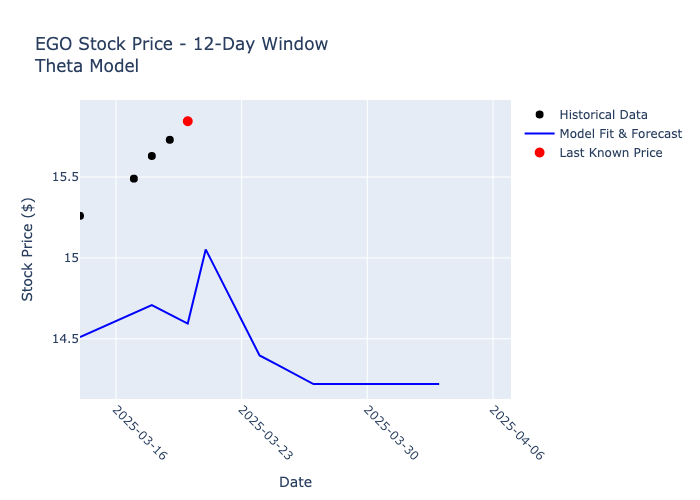 EGO Stock Price - 12-Day Window
Theta Model
Historical Data
Model Fit & Forecast
Last Known Price
15.5
15
14.5
Stock Price ($)
2025-03-16
2025-03-23
2025-03-30
2025-04-06
Date